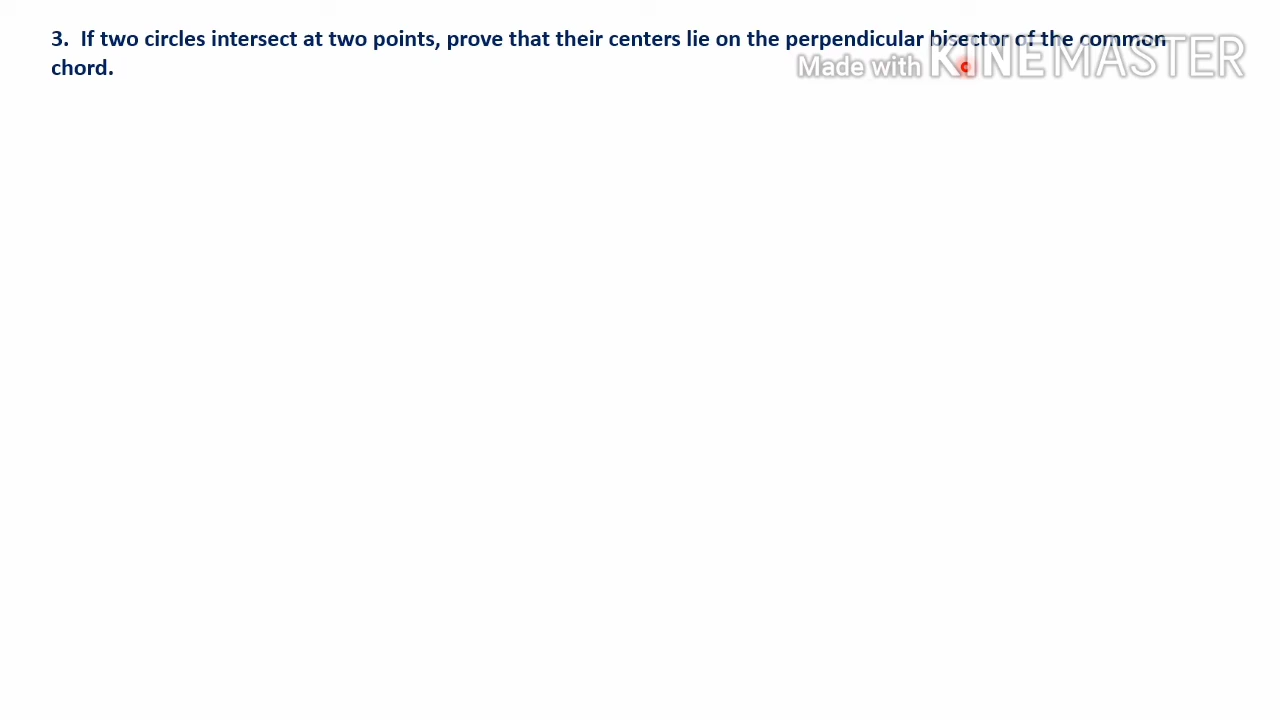 3. If two circles intersect at two points, prove that their centers lie on the perpendicular bisector of the common
chord.
Made with KINEMASTER